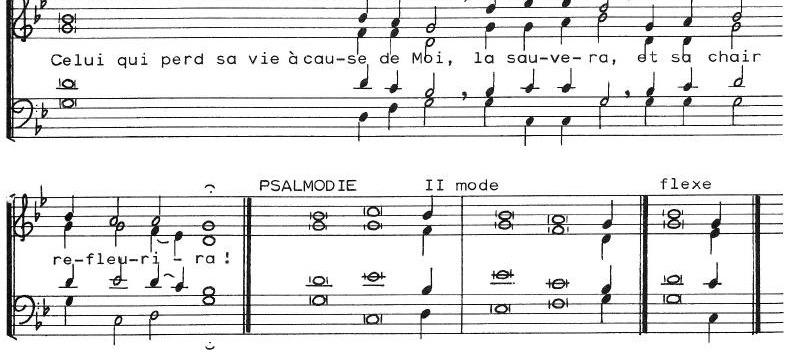 Celui qui perd sa vie à cau-se de Moi, la sau-ve-ra, et sa chair
PSALMODIE II mode flexe
re-fleu-ri - ra!